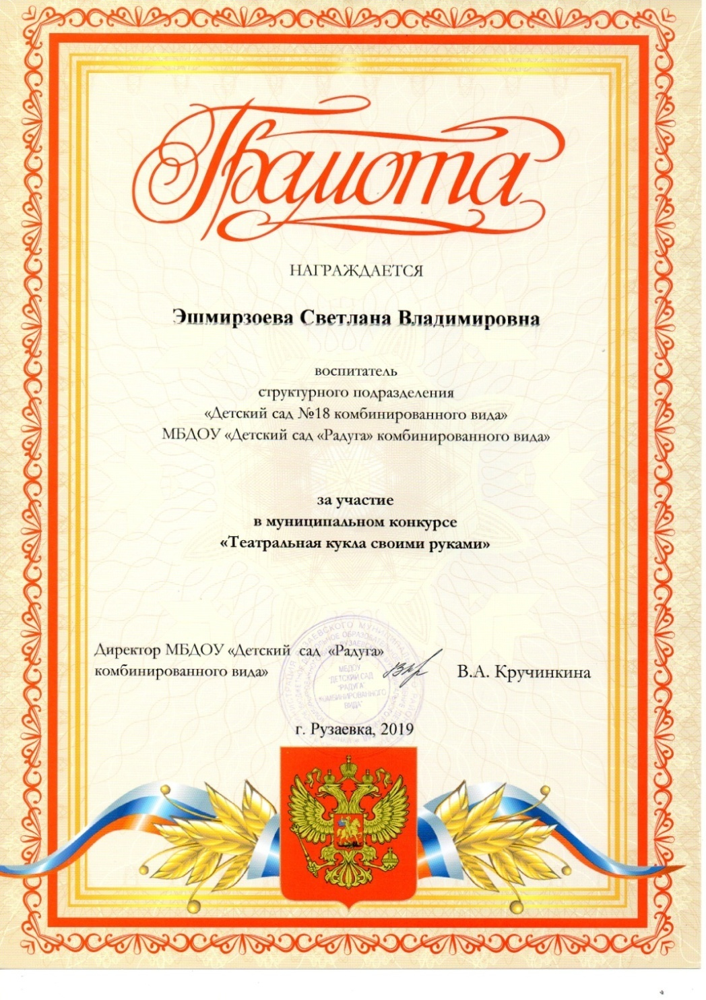 Грамота
НАГРАЖДАЕТСЯ
Эшмирзоева Светлана Владимировна
воспитатель
структурного подразделения
«Детский сад №18 комбинированного вида»
МБДОУ «Детский сад «Радуга» комбинированного вида»
за участие
в муниципальном конкурсе
«Театральная кукла своими руками»
Директор МБДОУ «Детский сад «Радуга»
комбинированного вида»
В.А. Кручинкина
МБДОУ
"ДЕТСКИЙ САД
"РАДУГА"
КОМБИНИРОВАННОГО
ВИДА"
г. Рузаевка, 2019